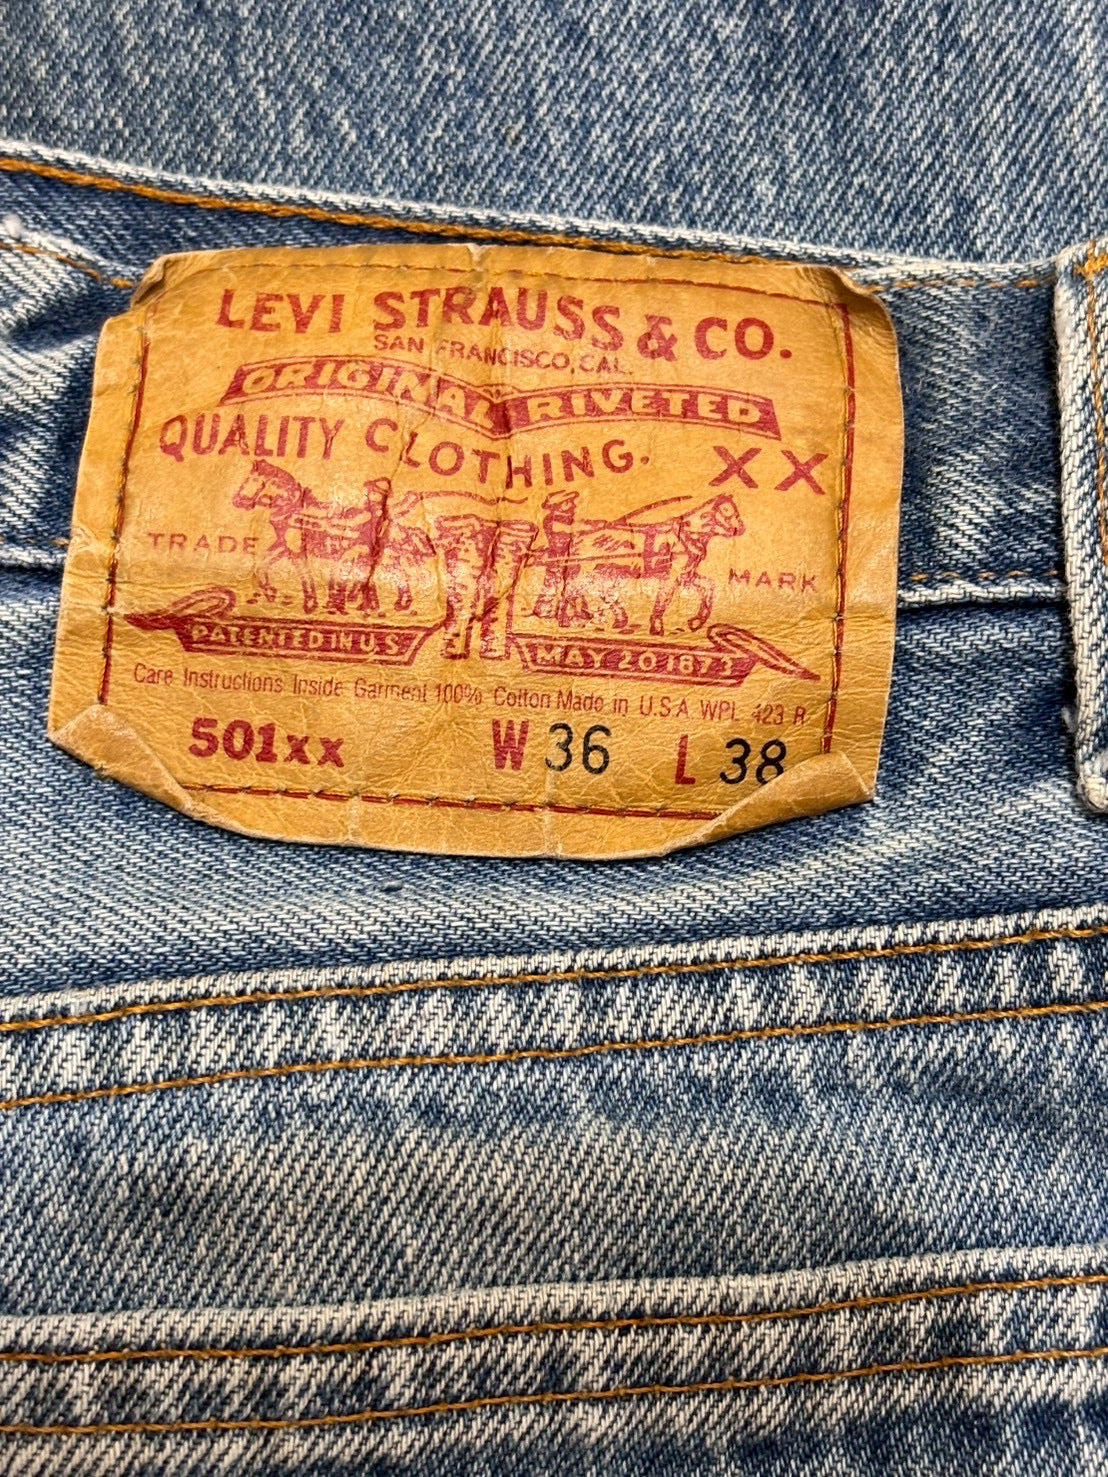 LEVI STRAUSS & CO.
SAN FRANCISCO, CAL.
ORIGINAL RIVETED
QUALITY CLOTHING. XX
TRADE MARK
PATENTED IN U.S. MAY 20 1873
Care Instructions Inside Garment 100% Cotton Made in U.S.A WPL 423 R
501xx W 36 L 38